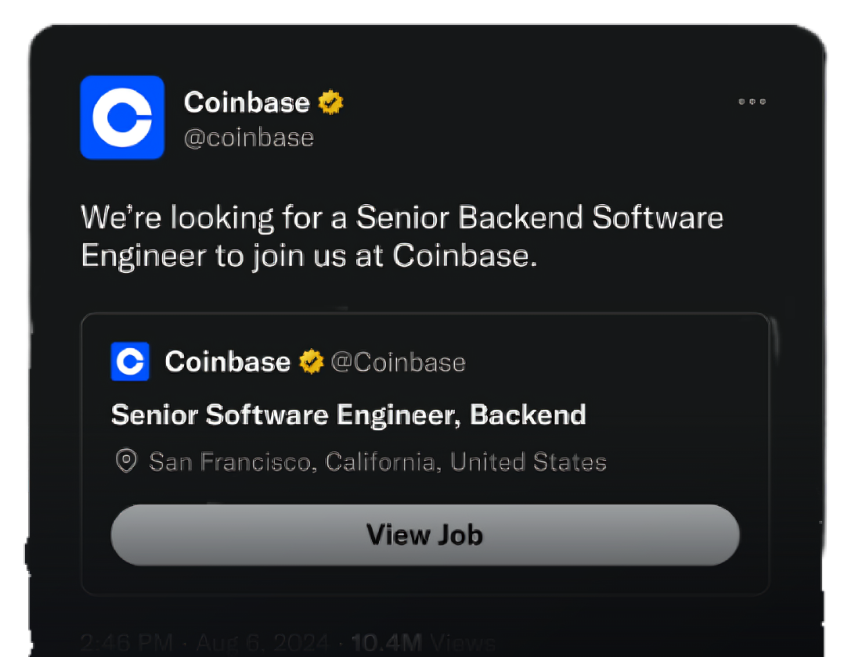 Coinbase
@coinbase
We're looking for a Senior Backend Software
Engineer to join us at Coinbase.
Coinbase @Coinbase
Senior Software Engineer, Backend
San Francisco, California, United States
View Job
2:46 PM · Aug 6, 2024 · 10.4M Views